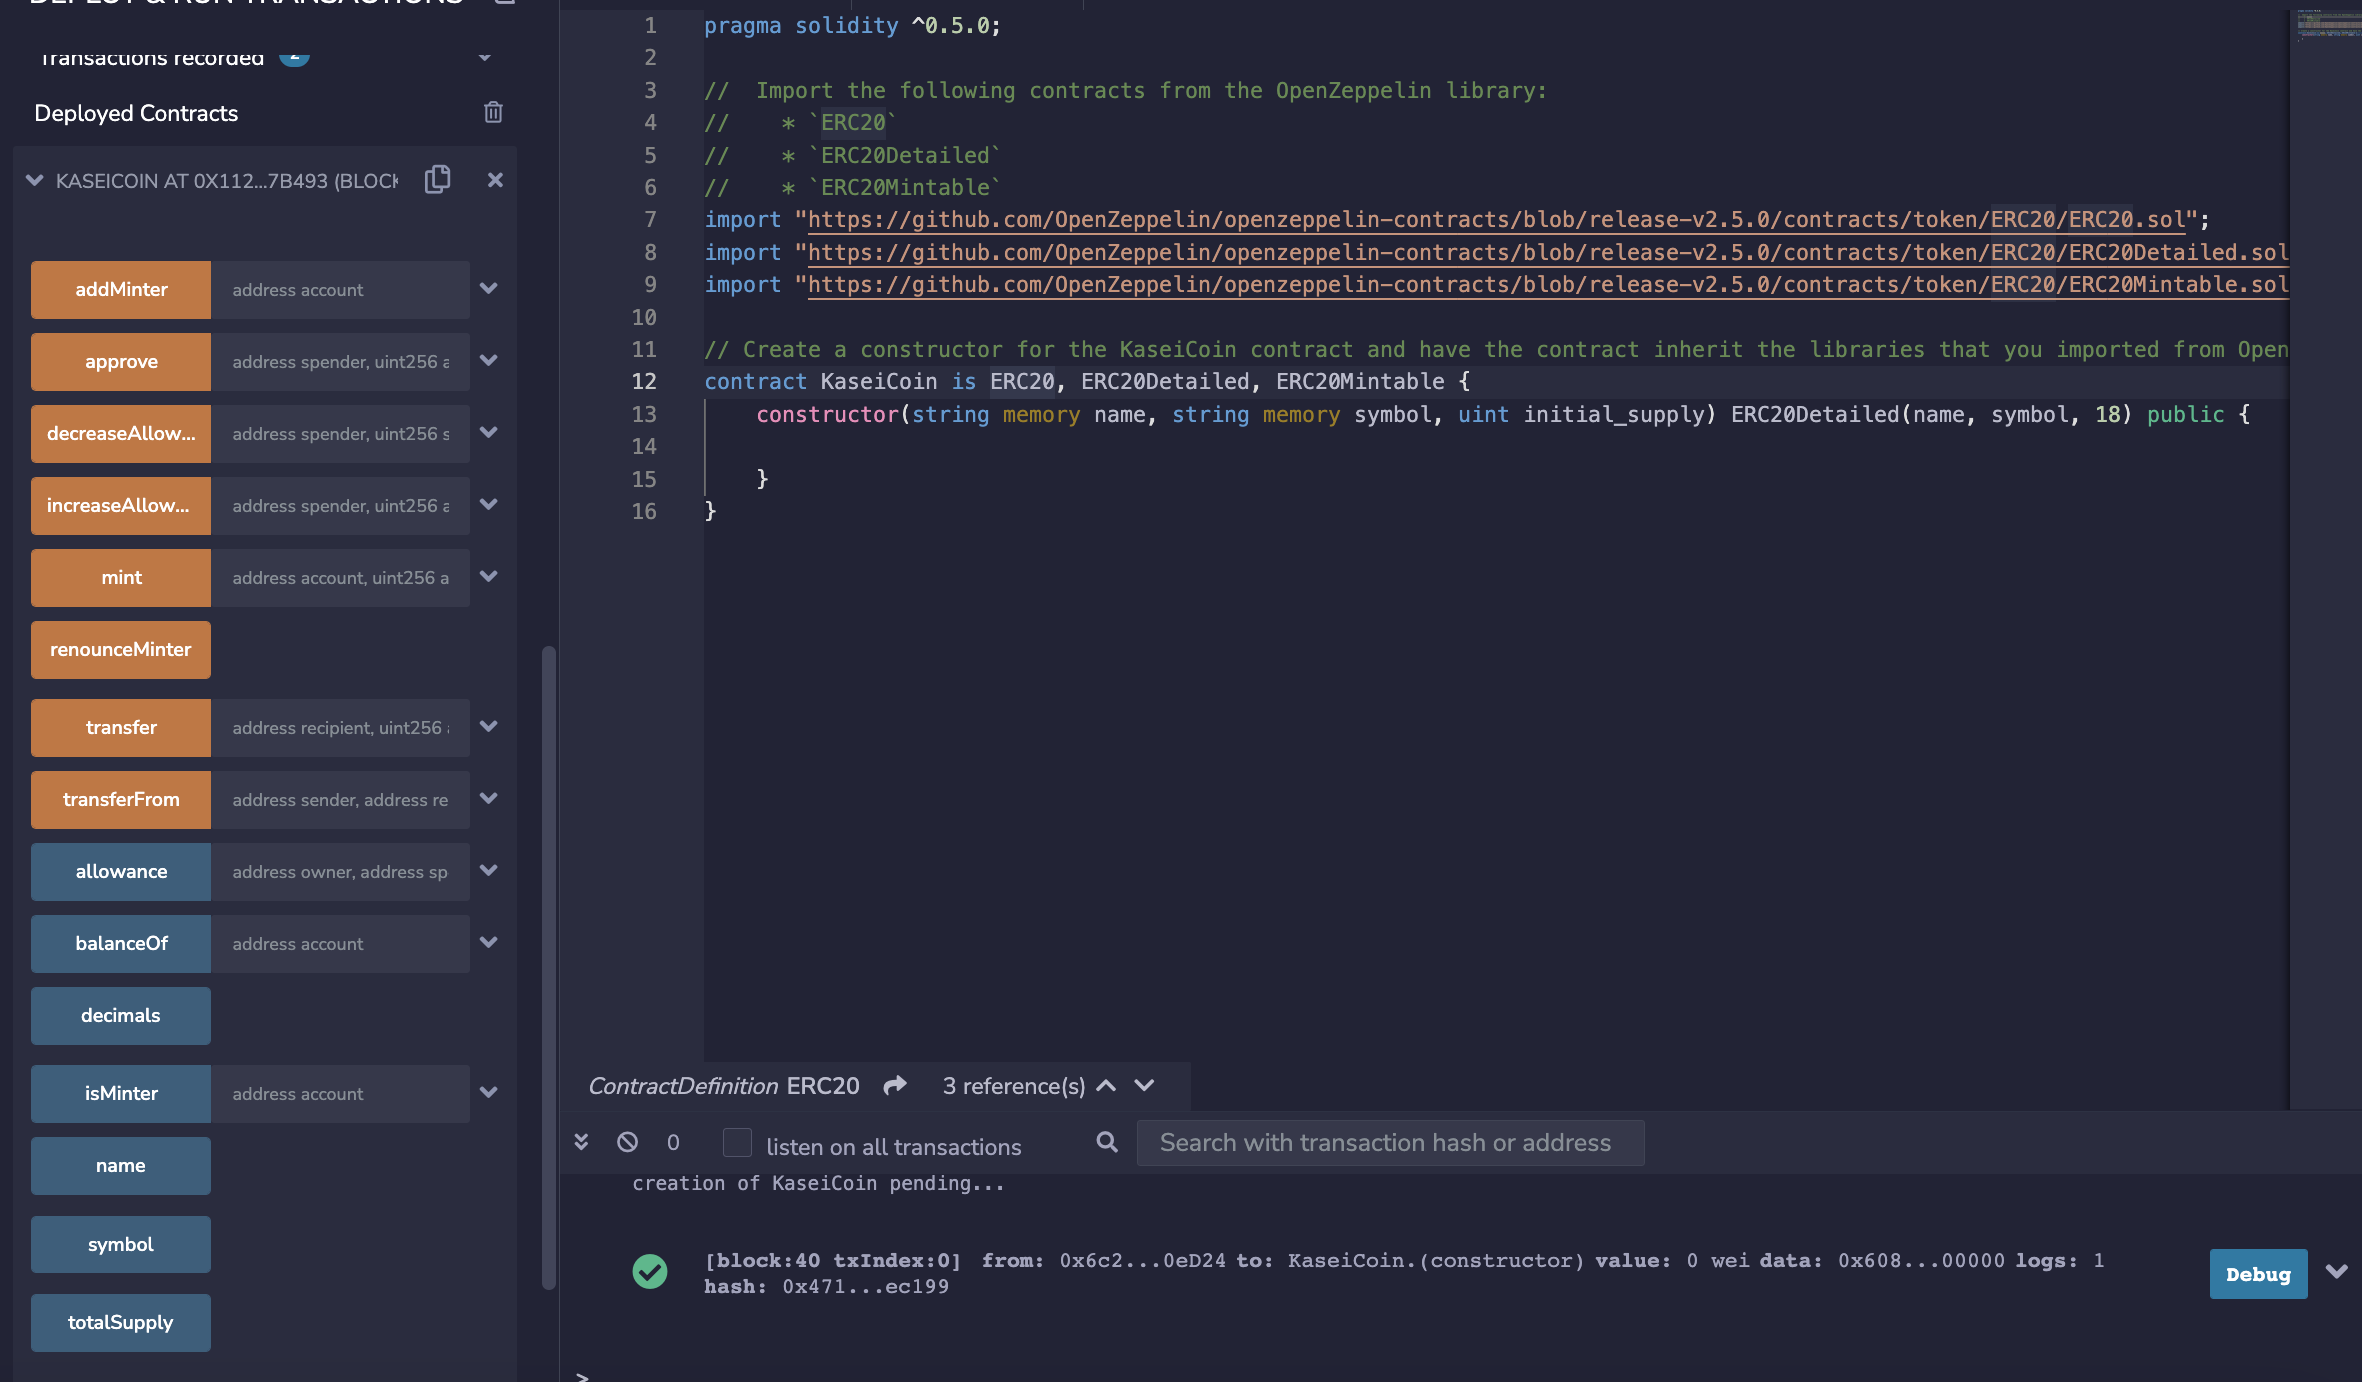 DEPLOY & RUN TRANSACTIONS
Transactions recorded 2
Deployed Contracts
KASEICOIN AT 0X112...7B493 (BLOCK
addMinter address account
approve address spender, uint256 a
decreaseAllow... address spender, uint256 s
increaseAllow... address spender, uint256 a
mint address account, uint256 a
renounceMinter
transfer address recipient, uint256
transferFrom address sender, address re
allowance address owner, address sp
balanceOf address account
decimals
isMinter address account
name
symbol
totalSupply
1 pragma solidity ^0.5.0;
2
3 //  Import the following contracts from the OpenZeppelin library:
4 //    * `ERC20`
5 //    * `ERC20Detailed`
6 //    * `ERC20Mintable`
7 import "https://github.com/OpenZeppelin/openzeppelin-contracts/blob/release-v2.5.0/contracts/token/ERC20/ERC20.sol";
8 import "https://github.com/OpenZeppelin/openzeppelin-contracts/blob/release-v2.5.0/contracts/token/ERC20/ERC20Detailed.sol
9 import "https://github.com/OpenZeppelin/openzeppelin-contracts/blob/release-v2.5.0/contracts/token/ERC20/ERC20Mintable.sol
10
11 // Create a constructor for the KaseiCoin contract and have the contract inherit the libraries that you imported from Open
12 contract KaseiCoin is ERC20, ERC20Detailed, ERC20Mintable {
13     constructor(string memory name, string memory symbol, uint initial_supply) ERC20Detailed(name, symbol, 18) public {
14
15     }
16 }
ContractDefinition ERC20 3 reference(s)
0 listen on all transactions Search with transaction hash or address
creation of KaseiCoin pending...
[block:40 txIndex:0] from: 0x6c2...0eD24 to: KaseiCoin.(constructor) value: 0 wei data: 0x608...00000 logs: 1
hash: 0x471...ec199
Debug
>